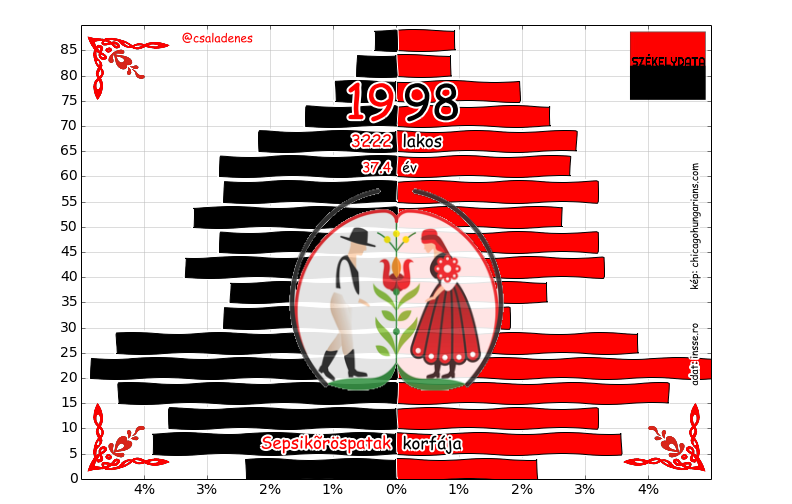 @csaladenes
SZÉKELYDATA
1998
3222 lakos
37.4 év
kép: chicagohungarians.com
adat: insse.ro
Sepsikőröspatak korfája
85
80
75
70
65
60
55
50
45
40
35
30
25
20
15
10
5
0
4% 3% 2% 1% 0% 1% 2% 3% 4%